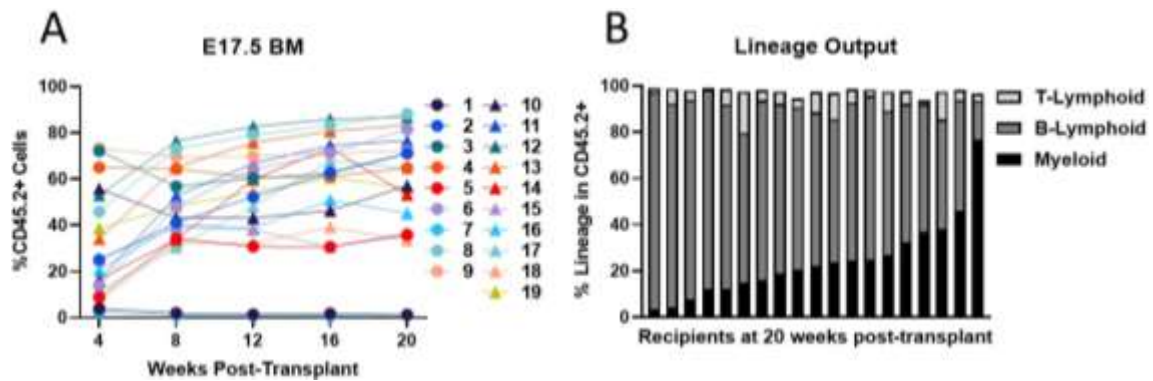 A
E17.5 BM
%CD45.2+ Cells
100
80
60
40
20
0
4 8 12 16 20
Weeks Post-Transplant
1 10
2 11
3 12
4 13
5 14
6 15
7 16
8 17
9 18
19
B
Lineage Output
% Lineage in CD45.2+
100
80
60
40
20
0
Recipients at 20 weeks post-transplant
T-Lymphoid
B-Lymphoid
Myeloid